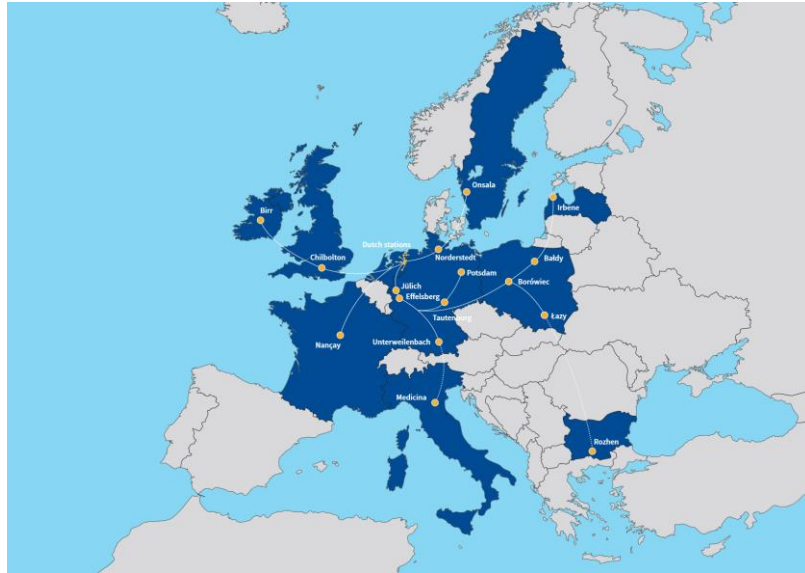 Onsala
Birr
Irbene
Dutch stations
Chilbolton
Norderstedt
Bałdy
Potsdam
Borówiec
Jülich
Effelsberg
Tautenburg
Łazy
Nançay
Unterweilenbach
Medicina
Rozhen